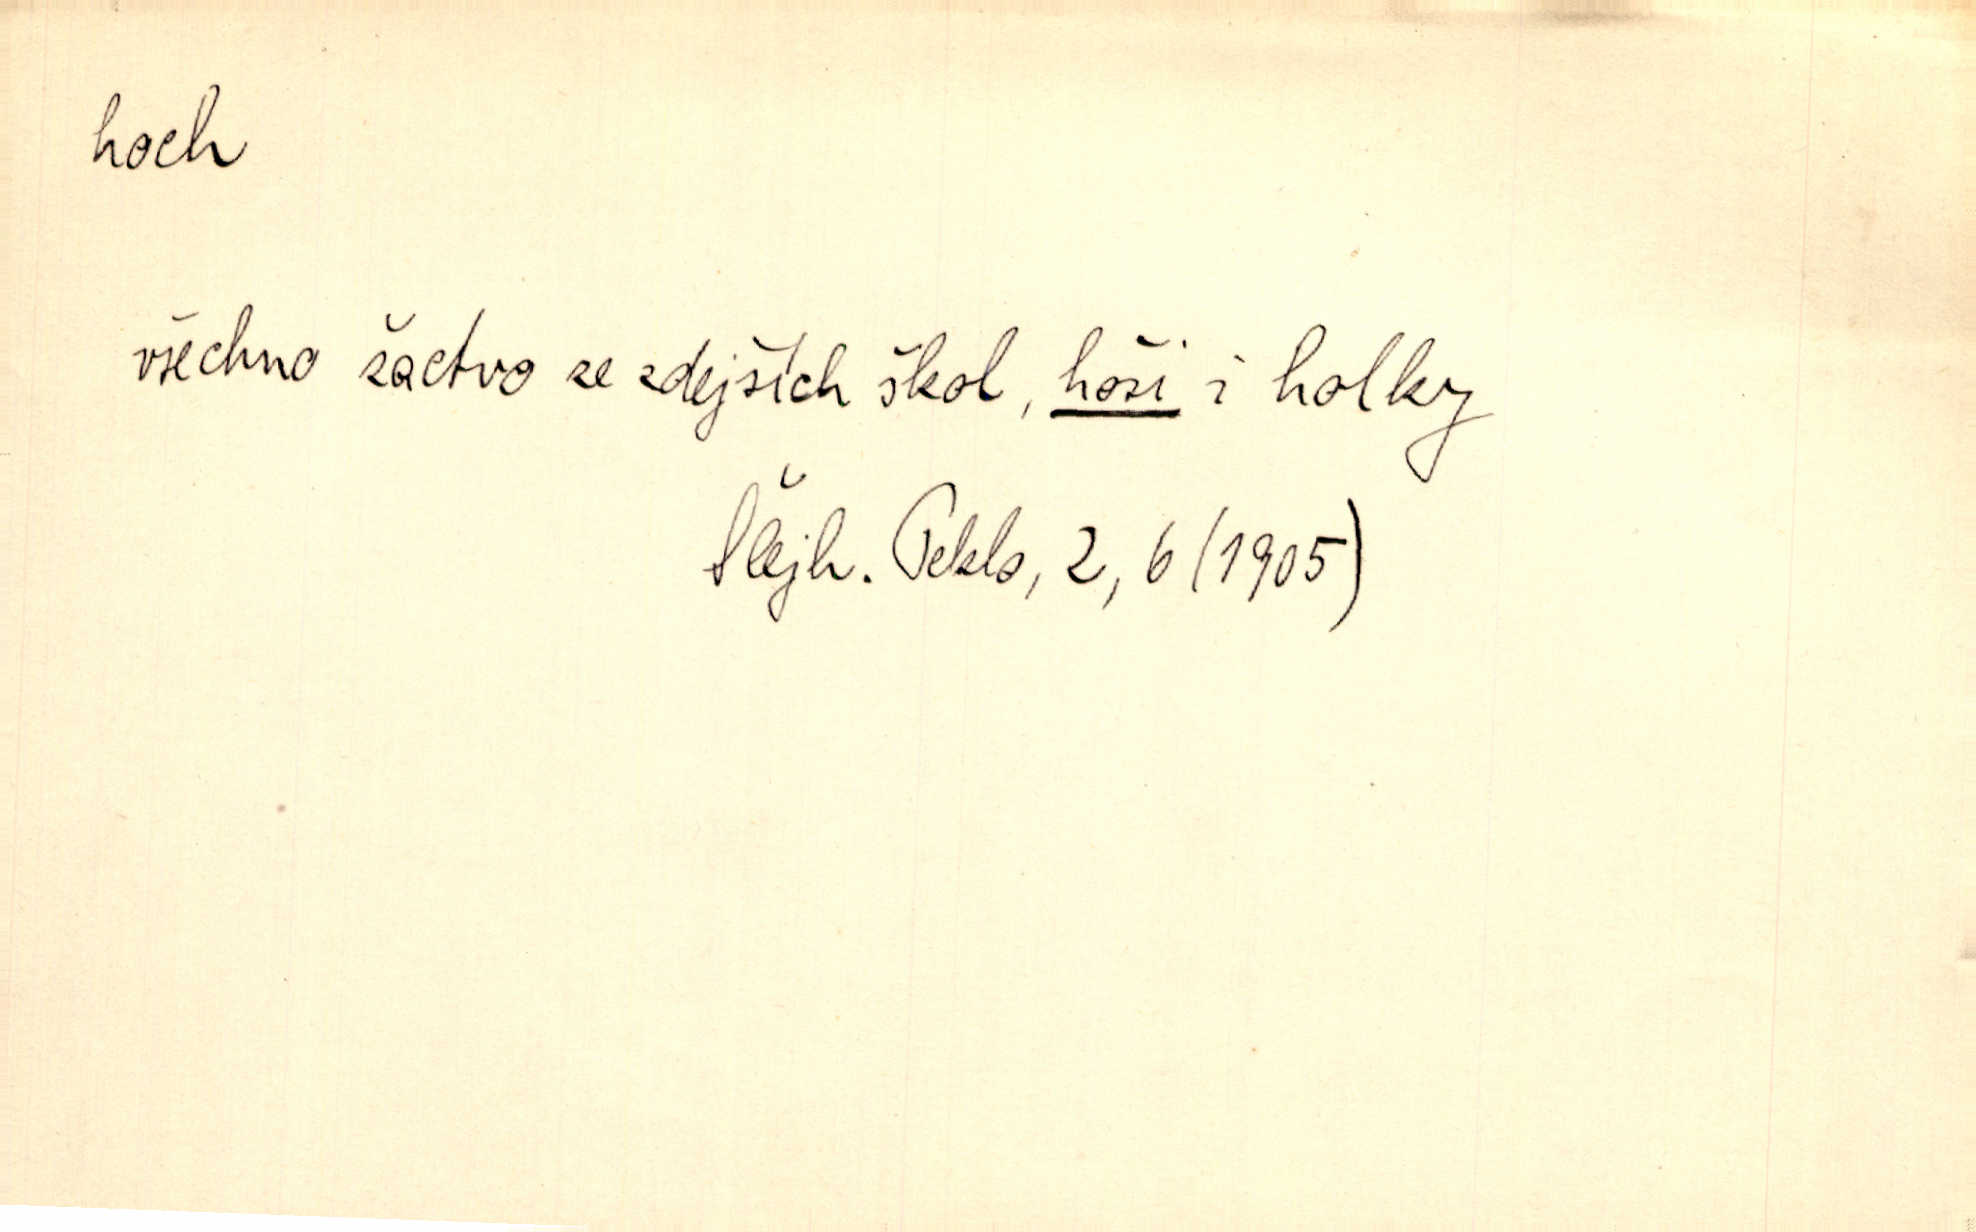 hoch
všechno žactvo ze zdejších škol, hoši i holky
Šlejh. Peklo, 2, 6 (1905)